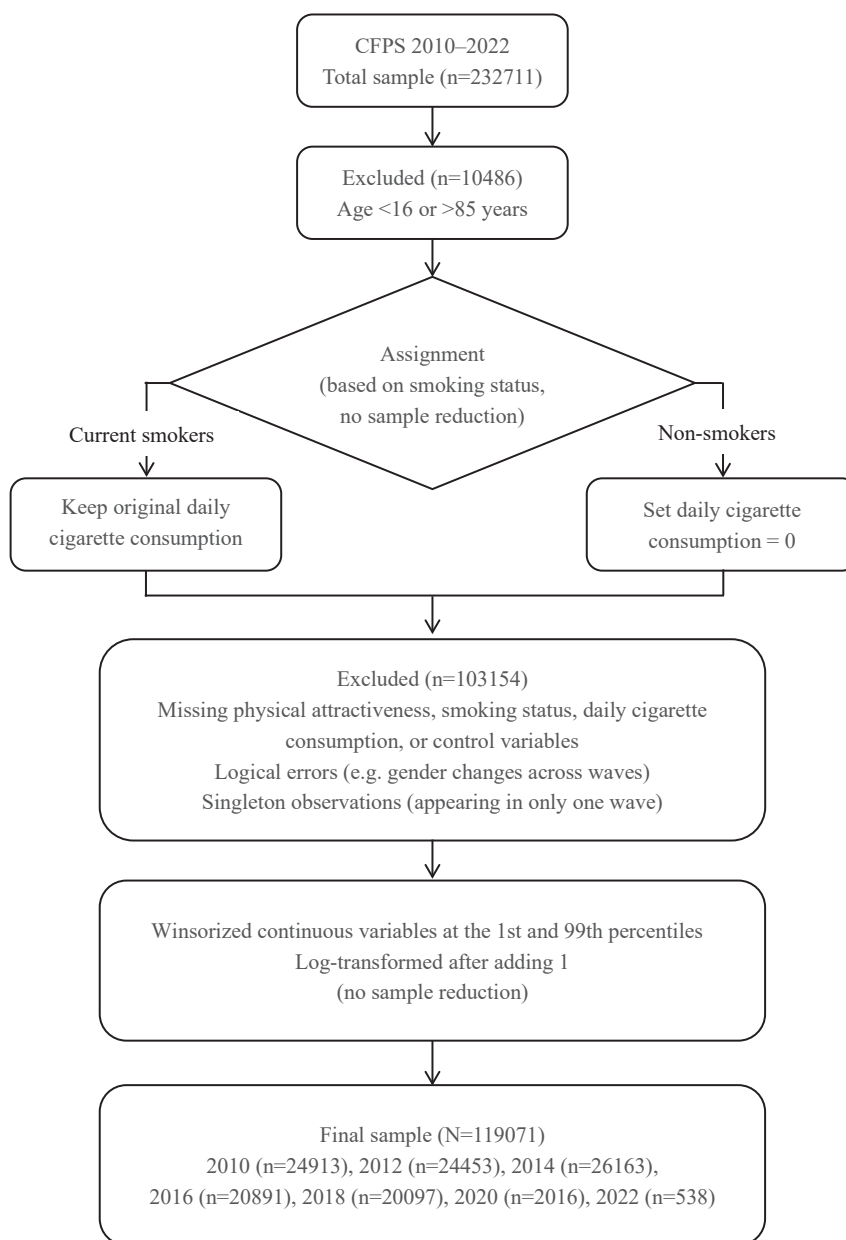 CFPS 2010–2022
Total sample (n=232711)
Excluded (n=10486)
Age <16 or >85 years
Assignment
(based on smoking status,
no sample reduction)
Current smokers
Non-smokers
Keep original daily
cigarette consumption
Set daily cigarette
consumption = 0
Excluded (n=103154)
Missing physical attractiveness, smoking status, daily cigarette
consumption, or control variables
Logical errors (e.g. gender changes across waves)
Singleton observations (appearing in only one wave)
Winsorized continuous variables at the 1st and 99th percentiles
Log-transformed after adding 1
(no sample reduction)
Final sample (N=119071)
2010 (n=24913), 2012 (n=24453), 2014 (n=26163),
2016 (n=20891), 2018 (n=20097), 2020 (n=2016), 2022 (n=538)